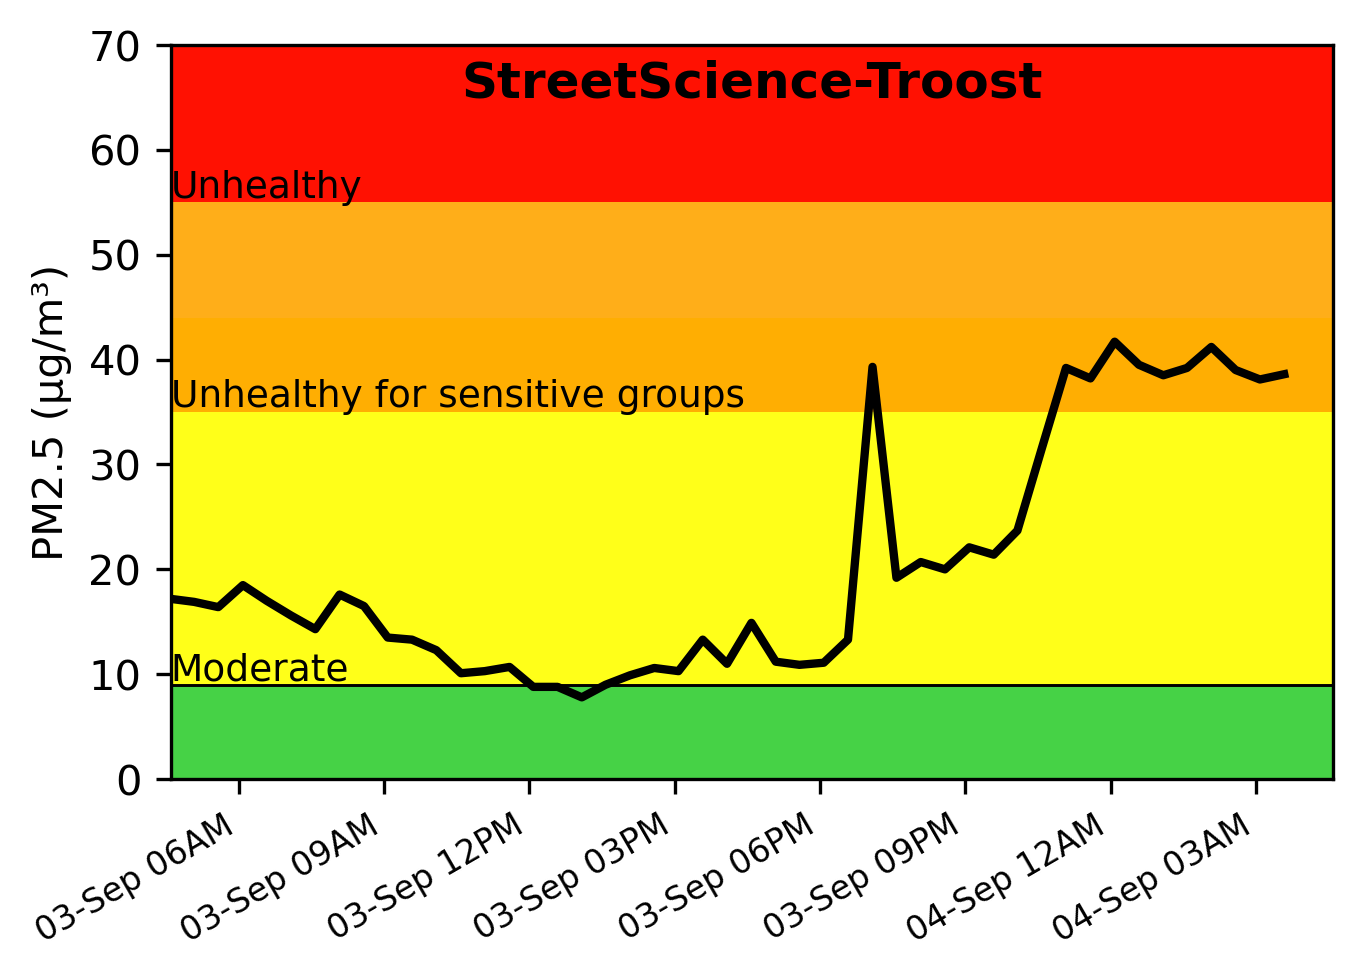 StreetScience-Troost
PM2.5 (µg/m³)
70
60
Unhealthy
50
40
Unhealthy for sensitive groups
30
20
10
Moderate
0
03-Sep 06AM
03-Sep 09AM
03-Sep 12PM
03-Sep 03PM
03-Sep 06PM
03-Sep 09PM
04-Sep 12AM
04-Sep 03AM